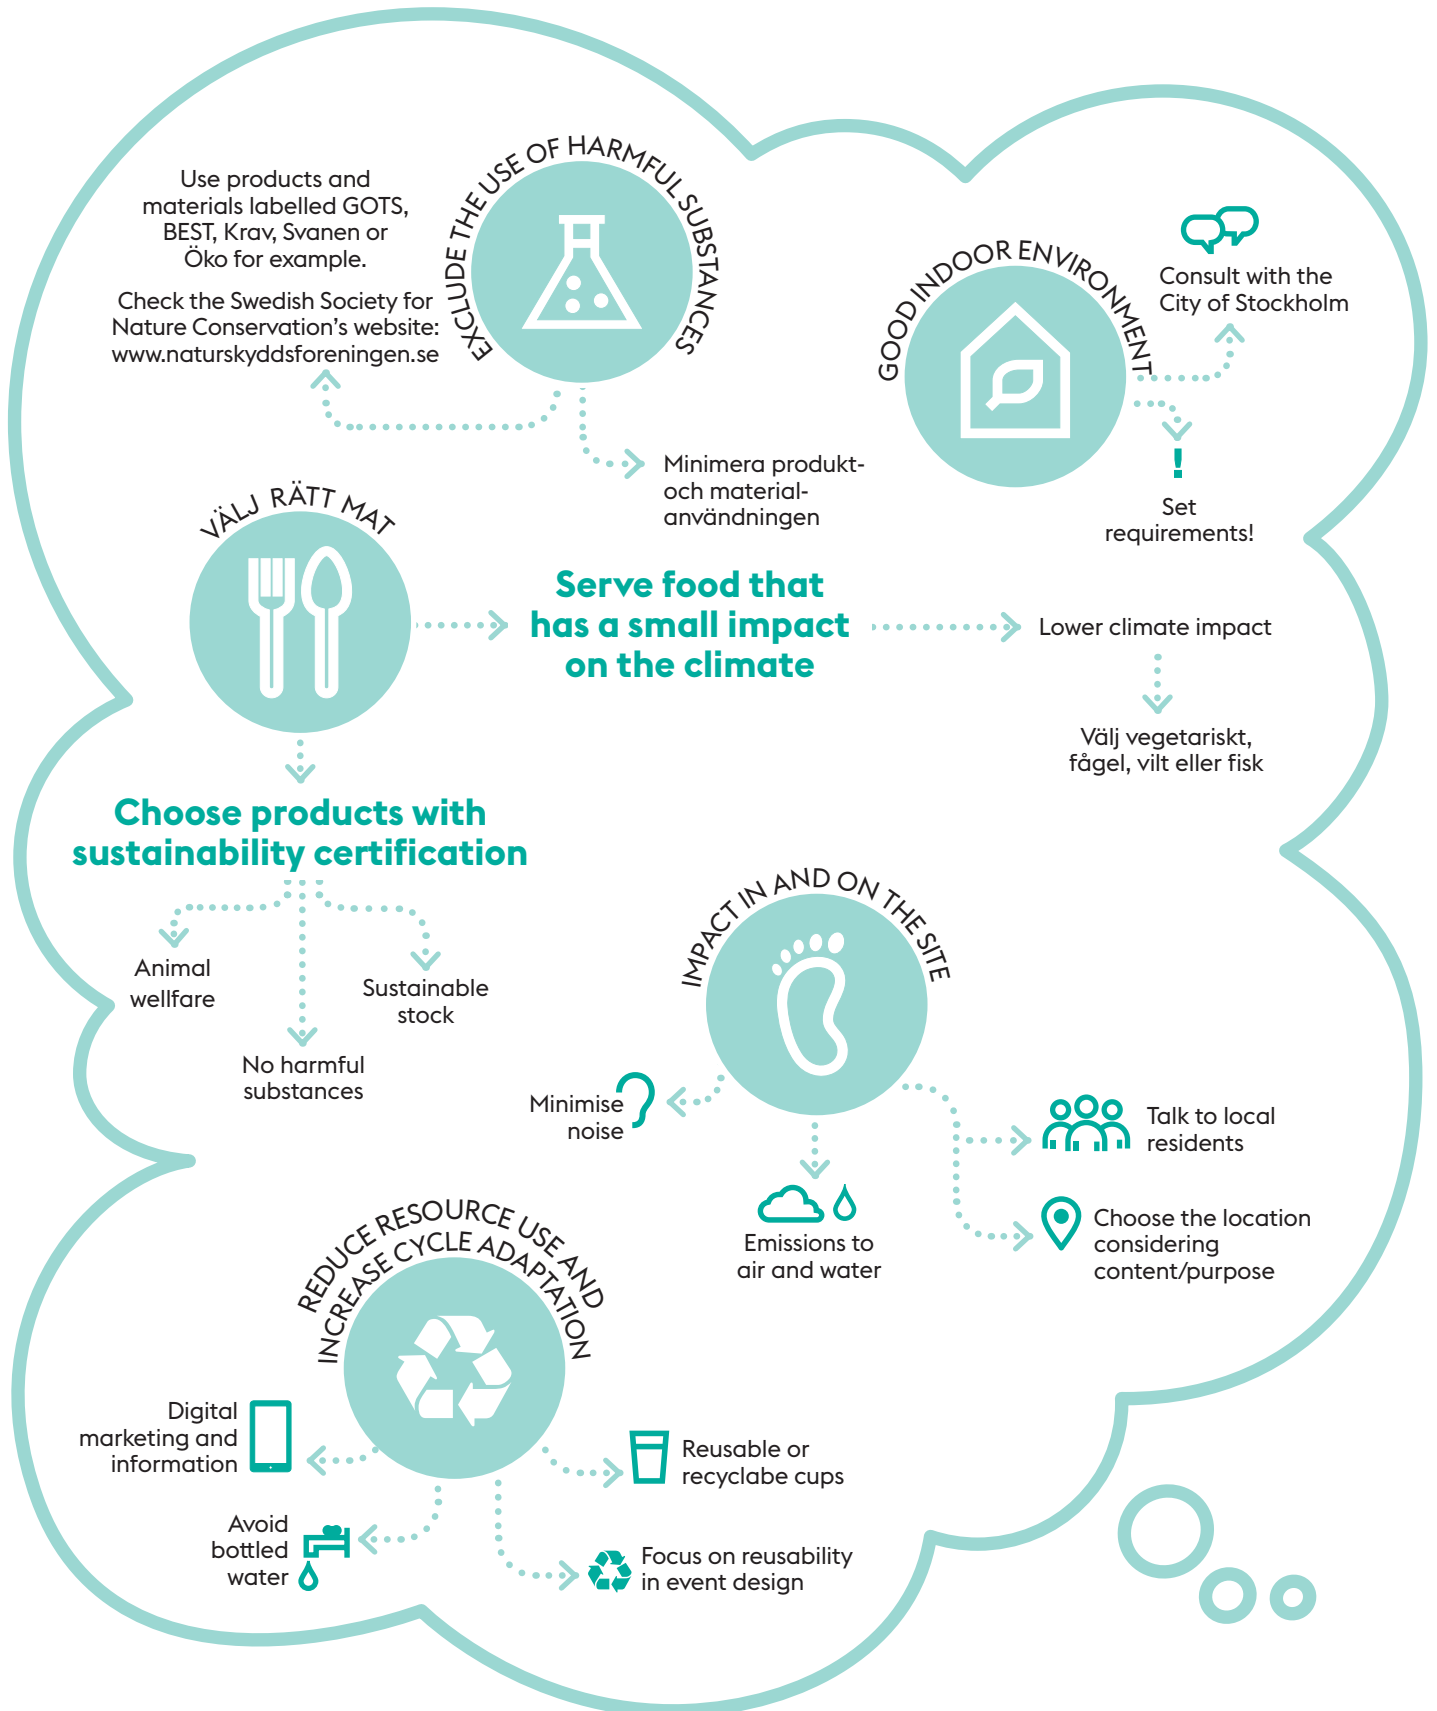 EXCLUDE THE USE OF HARMFUL SUBSTANCES
Use products and
materials labelled GOTS,
BEST, Krav, Svanen or
Öko for example.
Check the Swedish Society for
Nature Conservation’s website:
www.naturskyddsforeningen.se
Minimera produkt-
och material-
användningen
GOOD INDOOR ENVIRONMENT
Consult with the
City of Stockholm
!
Set
requirements!
VÄLJ RÄTT MAT
Serve food that
has a small impact
on the climate
Lower climate impact
Välj vegetariskt,
fågel, vilt eller fisk
Choose products with
sustainability certification
Animal
wellfare
No harmful
substances
Sustainable
stock
IMPACT IN AND ON THE SITE
Minimise
noise
Emissions to
air and water
Talk to local
residents
Choose the location
considering
content/purpose
REDUCE RESOURCE USE AND
INCREASE CYCLE ADAPTATION
Digital
marketing and
information
Avoid
bottled
water
Reusable or
recyclabe cups
Focus on reusability
in event design